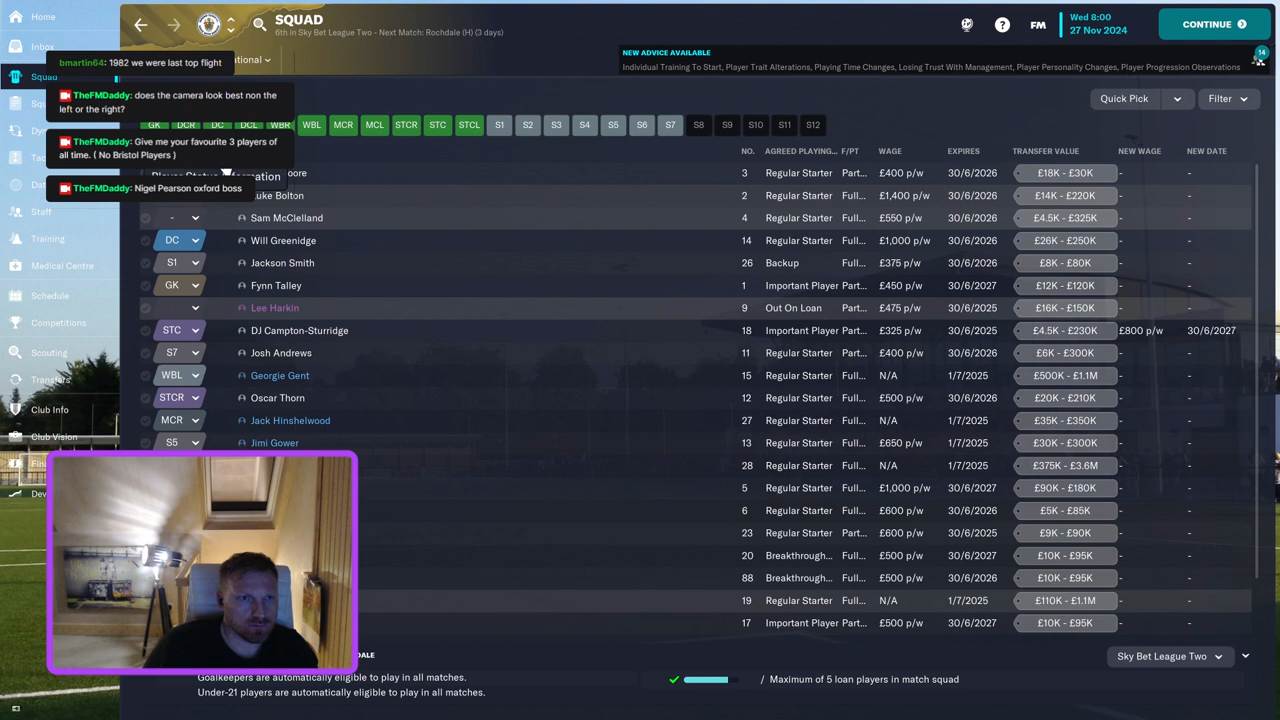 Home
SQUAD
6th in Sky Bet League Two - Next Match: Rochdale (H) (3 days)
FM
Wed 8:00
27 Nov 2024
CONTINUE
Inbox
bmartin64: 1982 we were last top flight
NEW ADVICE AVAILABLE
14
Individual Training To Start, Player Trait Alterations, Playing Time Changes, Losing Trust With Management, Player Personality Changes, Player Progression Observations
Squad
TheFMDaddy: does the camera look best non the
left or the right?
Quick Pick
Filter
GK DCR DC DCL WBR WBL MCR MCL STCR STC STCL S1 S2 S3 S4 S5 S6 S7 S8 S9 S10 S11 S12
TheFMDaddy: Give me your favourite 3 players of
all time. ( No Bristol Players )
NO. AGREED PLAYING... F/PT WAGE EXPIRES TRANSFER VALUE NEW WAGE NEW DATE
3 Regular Starter Part... £400 p/w 30/6/2026 £18K - £30K - -
TheFMDaddy: Nigel Pearson oxford boss
2 Regular Starter Full... £1,400 p/w 30/6/2026 £14K - £220K - -
Staff
- Sam McClelland 4 Regular Starter Part... £550 p/w 30/6/2026 £4.5K - £325K - -
Training
DC Will Greenidge 14 Regular Starter Full... £1,000 p/w 30/6/2026 £26K - £250K - -
Medical Centre
S1 Jackson Smith 26 Backup Full... £375 p/w 30/6/2026 £8K - £80K - -
GK Fynn Talley 1 Important Player Part... £450 p/w 30/6/2027 £12K - £120K - -
Schedule
Lee Harkin 9 Out On Loan Part... £475 p/w 30/6/2025 £16K - £150K - -
Competitions
STC DJ Campton-Sturridge 18 Important Player Part... £325 p/w 30/6/2025 £4.5K - £230K £800 p/w 30/6/2027
Scouting
S7 Josh Andrews 11 Regular Starter Part... £400 p/w 30/6/2026 £6K - £300K - -
Transfers
WBL Georgie Gent 15 Regular Starter Full... N/A 1/7/2025 £500K - £1.1M - -
STCR Oscar Thorn 12 Regular Starter Full... £500 p/w 30/6/2026 £20K - £210K - -
Club Info
MCR Jack Hinshelwood 27 Regular Starter Full... N/A 1/7/2025 £35K - £350K - -
Club Vision
S5 Jimi Gower 13 Regular Starter Full... £650 p/w 1/7/2025 £30K - £300K - -
28 Regular Starter Full... N/A 1/7/2025 £375K - £3.6M - -
5 Regular Starter Full... £1,000 p/w 30/6/2027 £90K - £180K - -
6 Regular Starter Full... £600 p/w 30/6/2026 £5K - £85K - -
23 Regular Starter Part... £600 p/w 30/6/2025 £9K - £90K - -
20 Breakthrough... Full... £500 p/w 30/6/2027 £10K - £95K - -
88 Breakthrough... Full... £500 p/w 30/6/2027 £10K - £95K - -
19 Regular Starter Full... N/A 1/7/2025 £110K - £1.1M - -
17 Important Player Part... £500 p/w 30/6/2027 £10K - £95K - -
Sky Bet League Two
Goalkeepers are automatically eligible to play in all matches.
Under-21 players are automatically eligible to play in all matches.
/ Maximum of 5 loan players in match squad